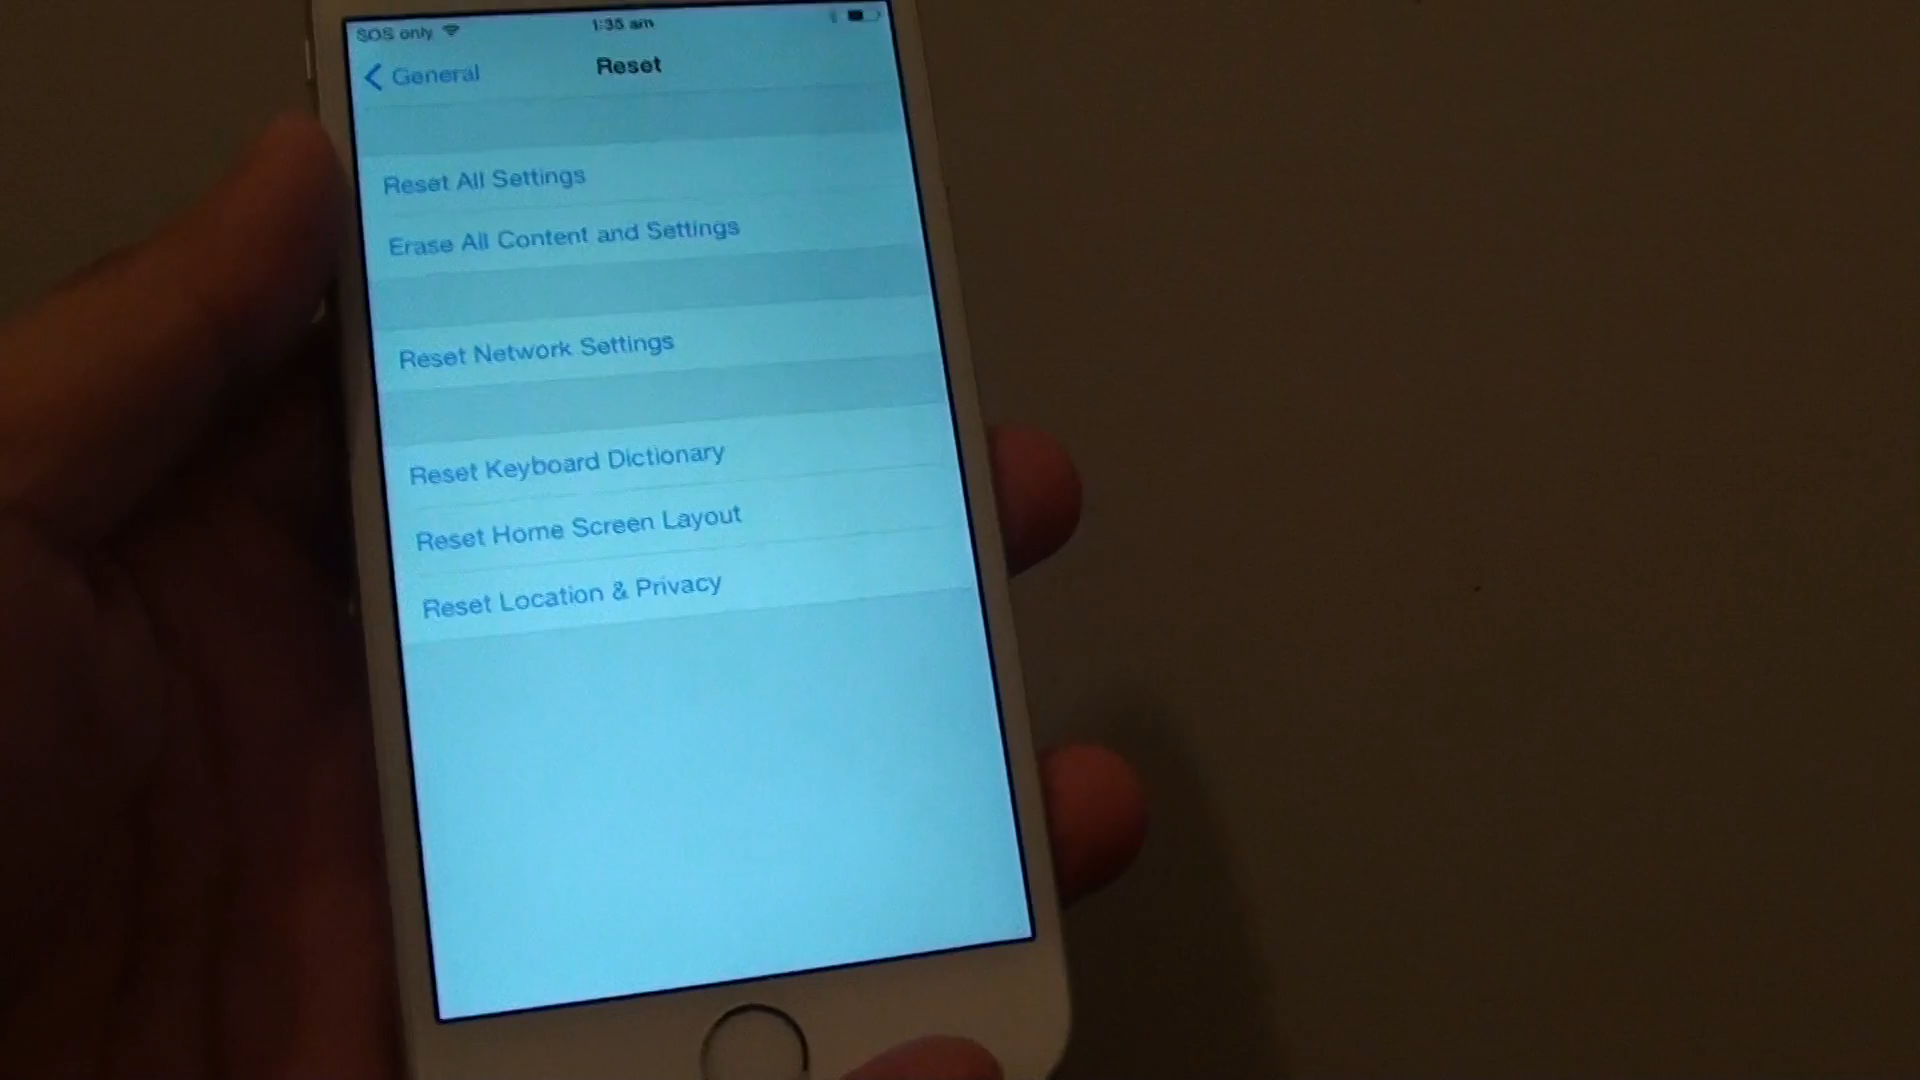 SOS only
1:35 am
General
Reset
Reset All Settings
Erase All Content and Settings
Reset Network Settings
Reset Keyboard Dictionary
Reset Home Screen Layout
Reset Location & Privacy